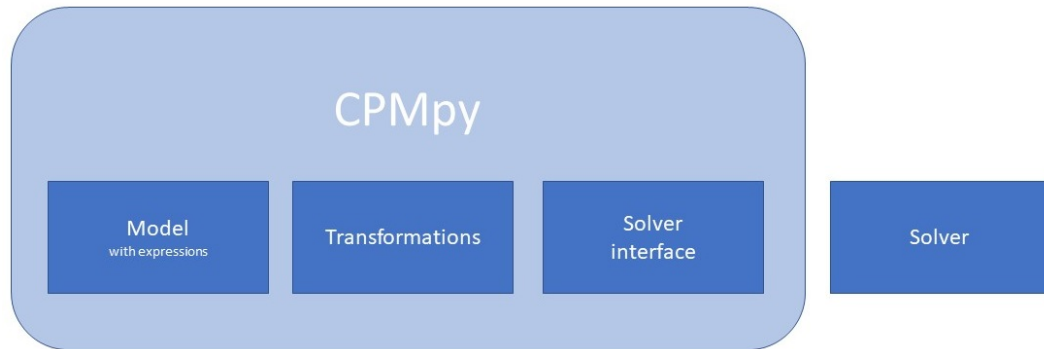 CPMpy
Model
with expressions
Transformations
Solver
interface
Solver